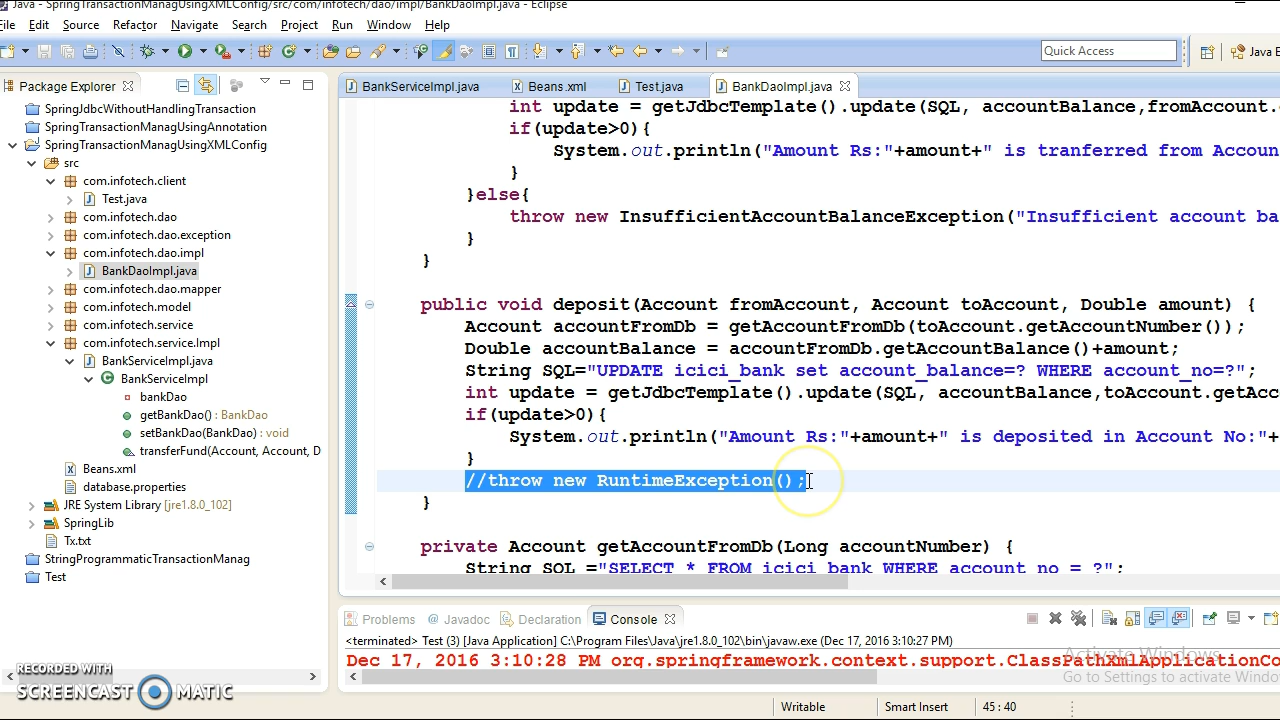 Java - SpringTransactionManagUsingXMLConfig/src/com/infotech/dao/impl/BankDaoImpl.java - Eclipse
File Edit Source Refactor Navigate Search Project Run Window Help
Quick Access
Java E
Package Explorer
BankServiceImpl.java Beans.xml Test.java BankDaoImpl.java
SpringJdbcWithoutHandlingTransaction
SpringTransactionManagUsingAnnotation
SpringTransactionManagUsingXMLConfig
src
com.infotech.client
Test.java
com.infotech.dao
com.infotech.dao.exception
com.infotech.dao.impl
BankDaoImpl.java
com.infotech.dao.mapper
com.infotech.model
com.infotech.service
com.infotech.service.Impl
BankServiceImpl.java
BankServiceImpl
bankDao
getBankDao() : BankDao
setBankDao(BankDao) : void
transferFund(Account, Account, D
Beans.xml
database.properties
JRE System Library [jre1.8.0_102]
SpringLib
Tx.txt
StringProgrammaticTransactionManag
Test
int update = getJdbcTemplate().update(SQL, accountBalance,fromAccount.
if(update>0){
System.out.println("Amount Rs:"+amount+" is tranferred from Accoun
}
}else{
throw new InsufficientAccountBalanceException("Insufficient account ba
}
}
public void deposit(Account fromAccount, Account toAccount, Double amount) {
Account accountFromDb = getAccountFromDb(toAccount.getAccountNumber());
Double accountBalance = accountFromDb.getAccountBalance()+amount;
String SQL="UPDATE icici_bank set account_balance=? WHERE account_no=?";
int update = getJdbcTemplate().update(SQL, accountBalance,toAccount.getAcc
if(update>0){
System.out.println("Amount Rs:"+amount+" is deposited in Account No:"+
}
//throw new RuntimeException();
}
private Account getAccountFromDb(Long accountNumber) {
String SQL ="SELECT * FROM icici_bank WHERE account_no = ?";
Problems @ Javadoc Declaration Console
<terminated> Test (3) [Java Application] C:\Program Files\Java\jre1.8.0_102\bin\javaw.exe (Dec 17, 2016 3:10:27 PM)
Dec 17, 2016 3:10:28 PM org.springframework.context.support.ClassPathXmlApplicationCo
Activate Windows
Go to Settings to activate Windo
RECORDED WITH
SCREENCAST MATIC
Writable Smart Insert 45 : 40